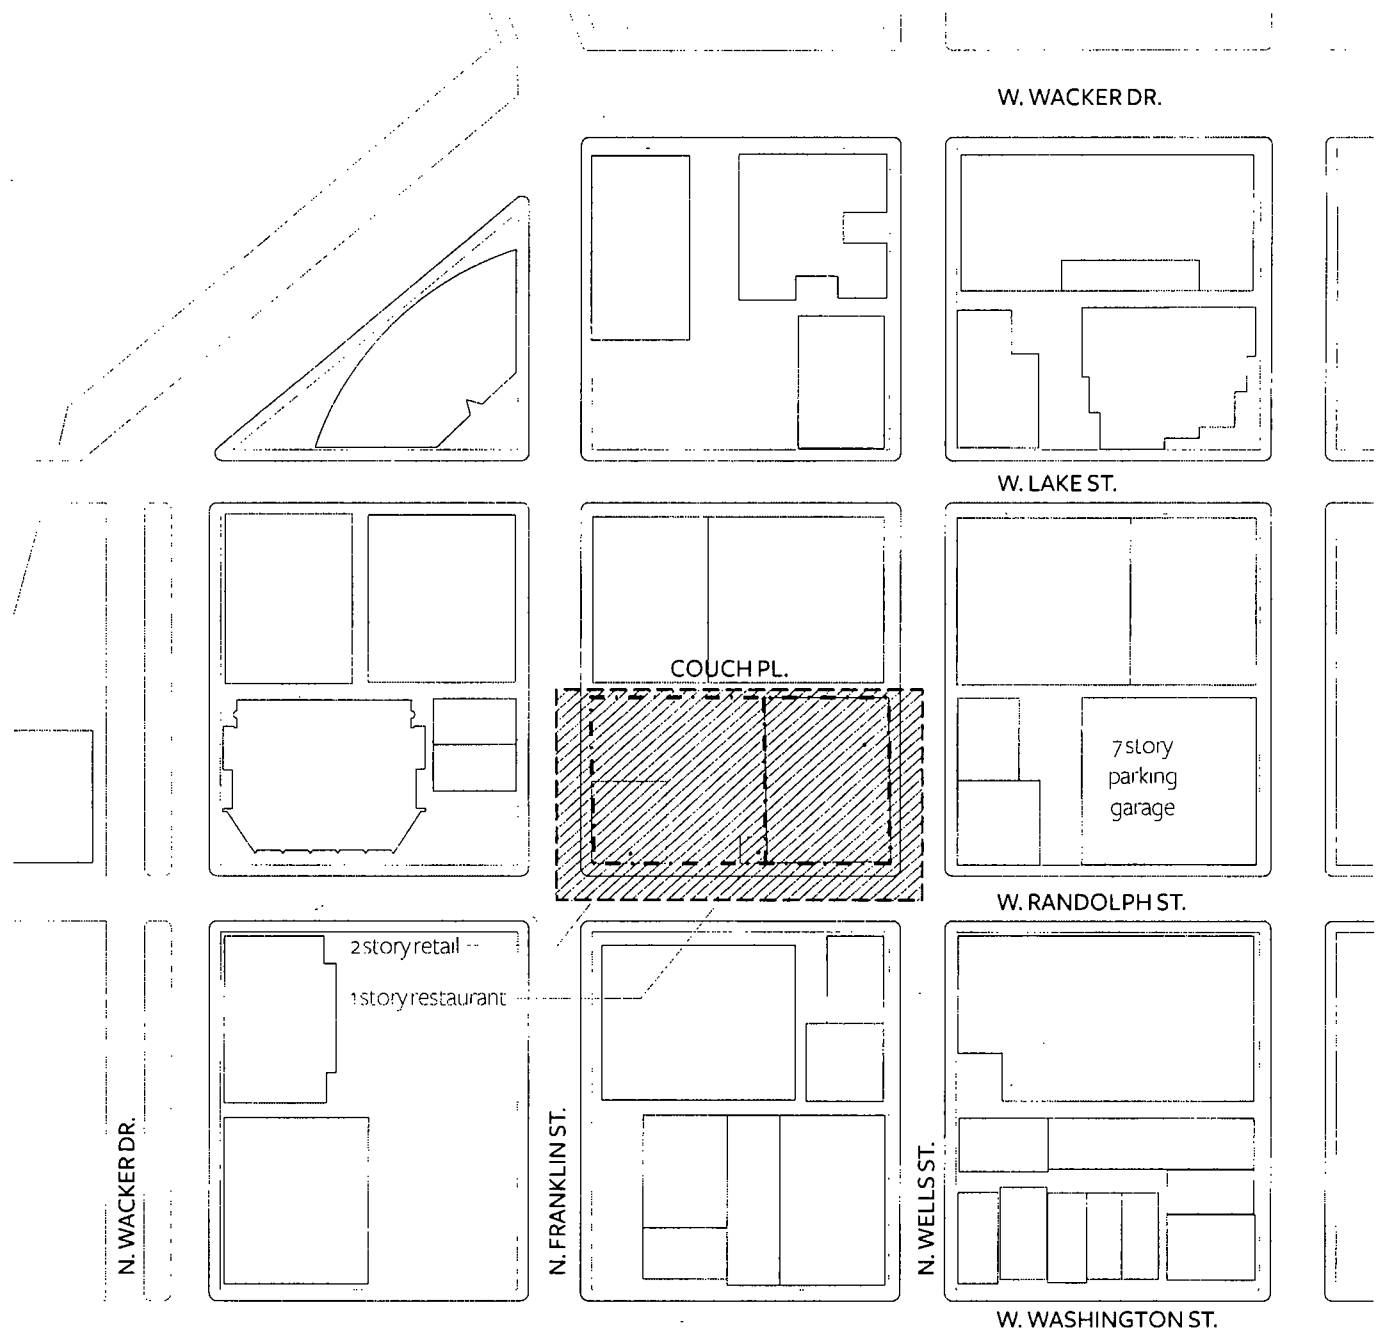 W. WACKER DR.
W. LAKE ST.
COUCH PL.
7 story
parking
garage
W. RANDOLPH ST.
2 story retail
1 story restaurant
N. WACKER DR.
N. FRANKLIN ST.
N. WELLS ST.
W. WASHINGTON ST.